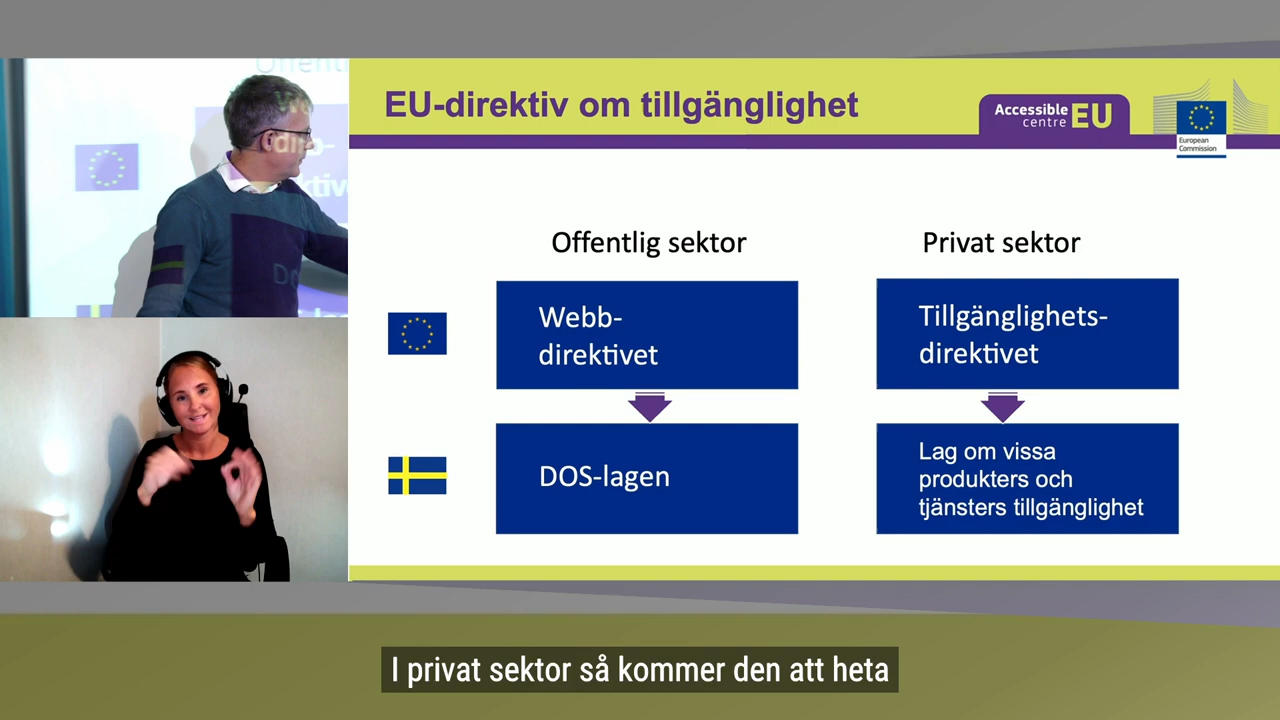 EU-direktiv om tillgänglighet
Accessible
centre EU
European
Commission
Offentlig sektor
Privat sektor
Webb-
direktivet
Tillgänglighets-
direktivet
DOS-lagen
Lag om vissa
produkters och
tjänsters tillgänglighet
I privat sektor så kommer den att heta